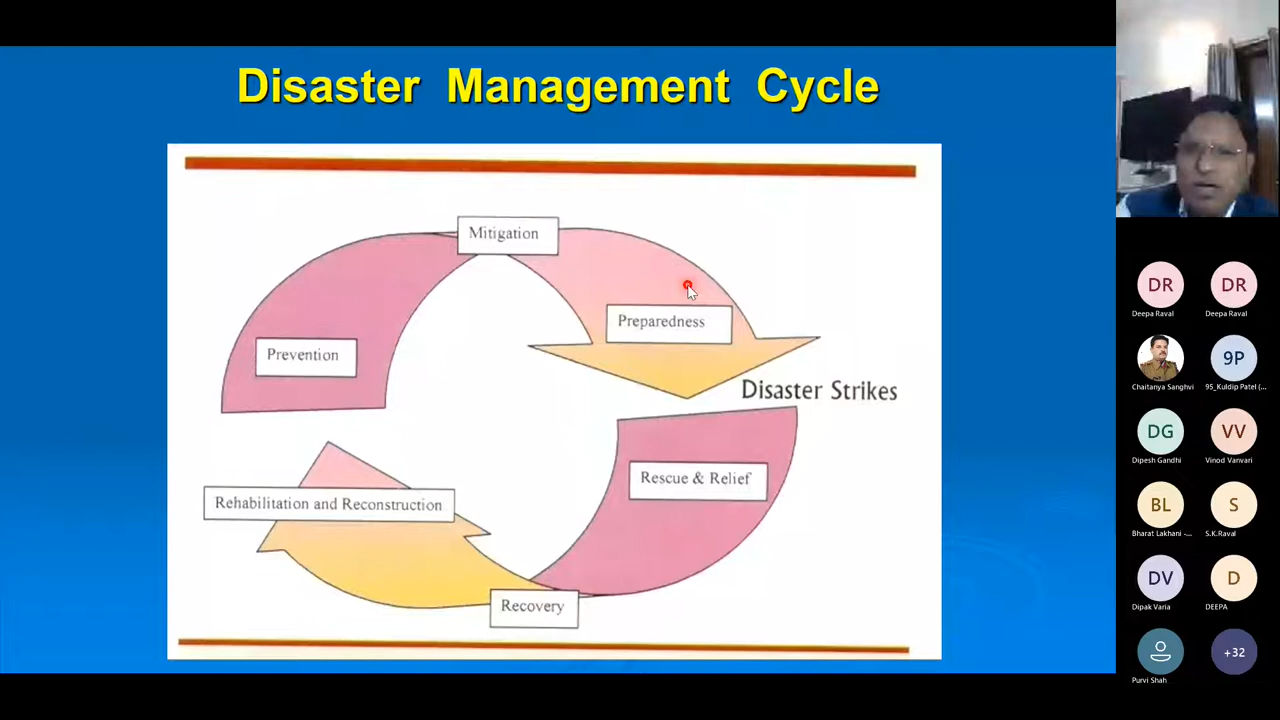 Disaster Management Cycle
Mitigation
Preparedness
Prevention
Disaster Strikes
Rescue & Relief
Rehabilitation and Reconstruction
Recovery
DR
DR
Deepa Raval
Deepa Raval
9P
Chaitanya Sanghvi
95_Kuldip Patel (...
DG
VV
Dipesh Gandhi
Vinod Vanvari
BL
S
Bharat Lakhani -...
S.K.Raval
DV
D
Dipak Varia
DEEPA
+32
Purvi Shah